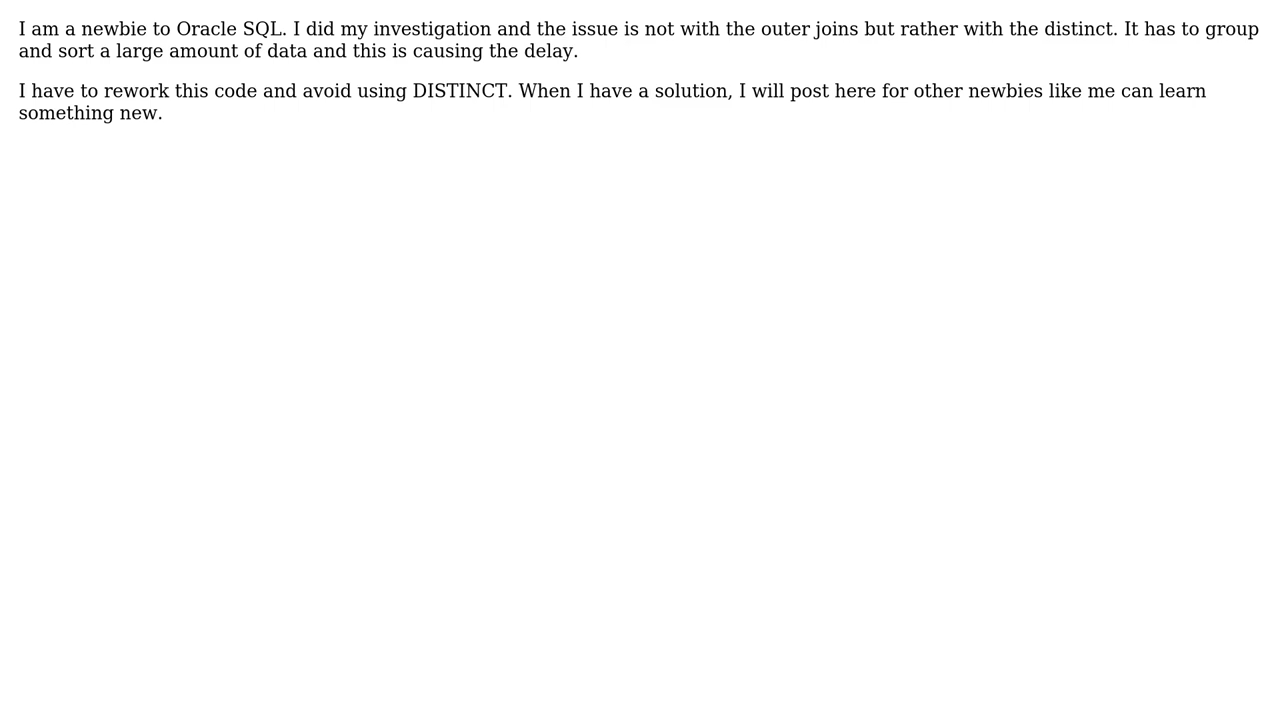 I am a newbie to Oracle SQL. I did my investigation and the issue is not with the outer joins but rather with the distinct. It has to group
and sort a large amount of data and this is causing the delay.
I have to rework this code and avoid using DISTINCT. When I have a solution, I will post here for other newbies like me can learn
something new.